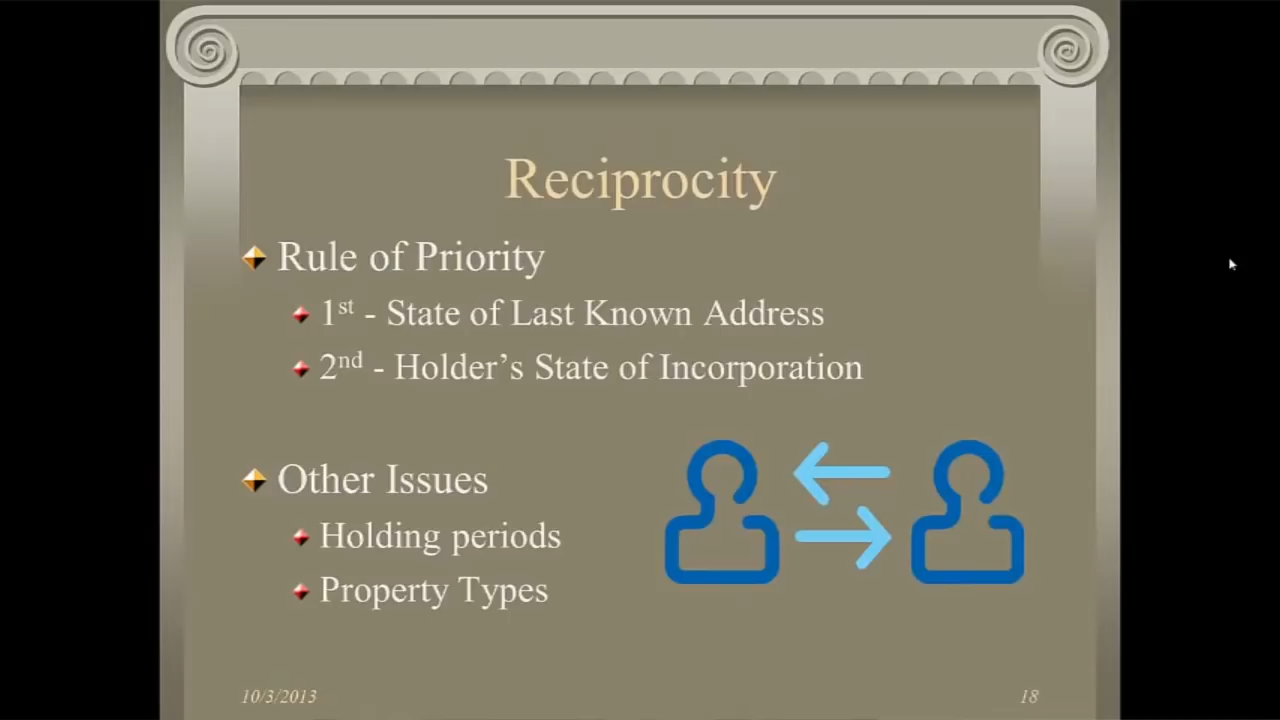 Reciprocity
Rule of Priority
1st - State of Last Known Address
2nd - Holder's State of Incorporation
Other Issues
Holding periods
Property Types
10/3/2013
18